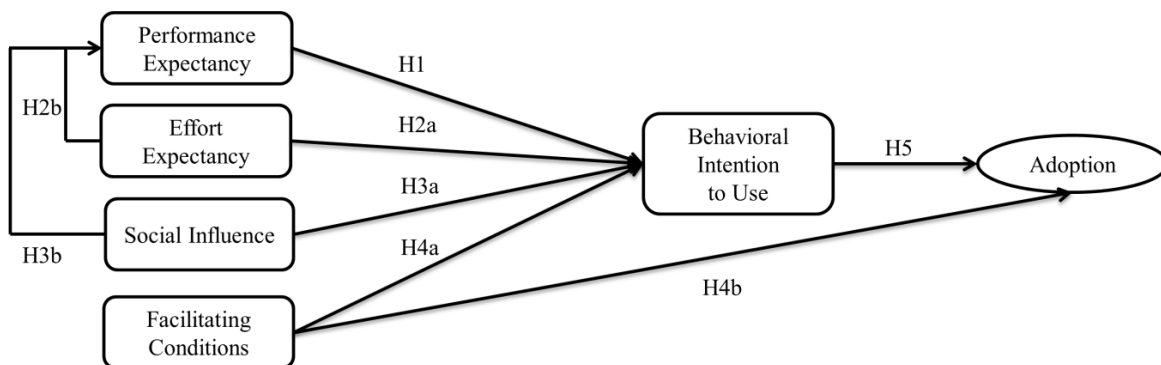 Performance
Expectancy
H1
H2b
Effort
Expectancy
H2a
Behavioral
Intention
to Use
H5
Adoption
H3a
Social Influence
H3b
H4a
H4b
Facilitating
Conditions